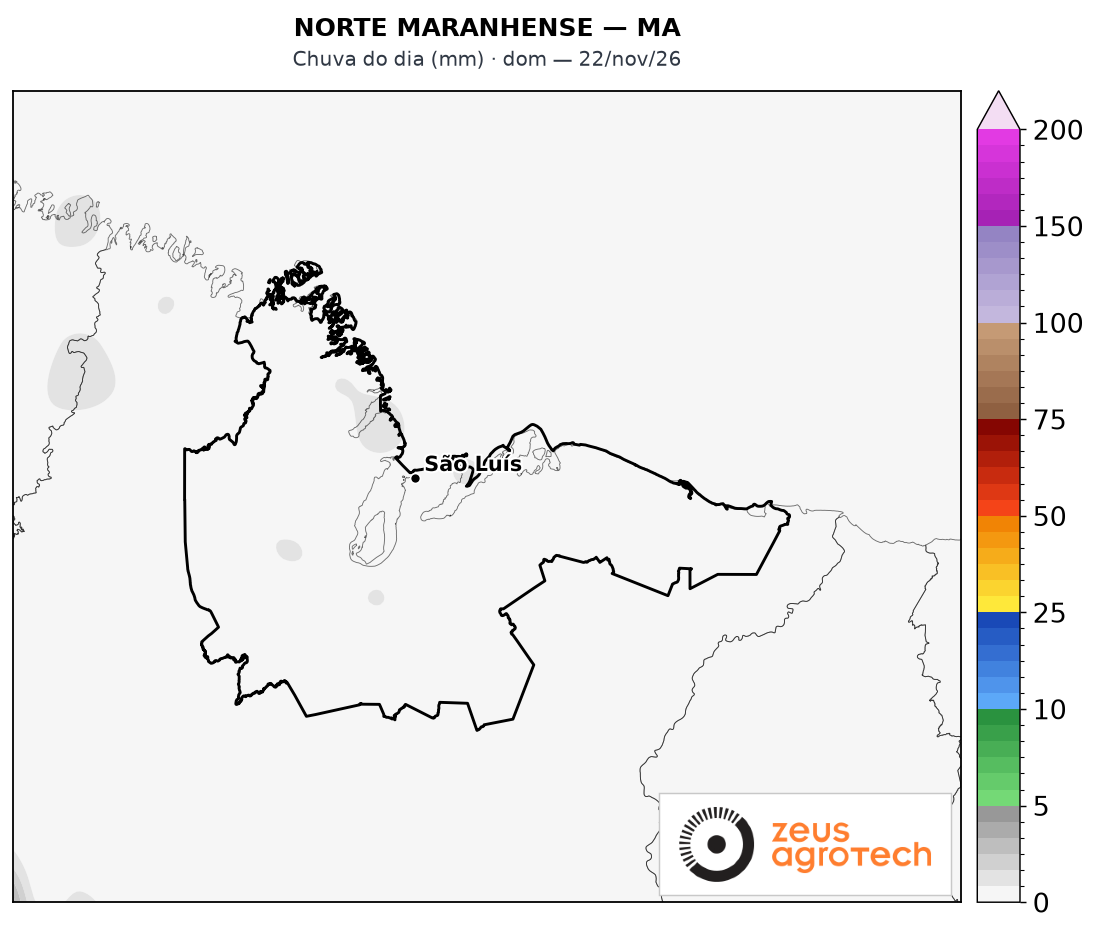 NORTE MARANHENSE — MA
Chuva do dia (mm) · dom — 22/nov/26
200
150
100
75
50
25
10
5
0
São Luís
zeus
agrotech